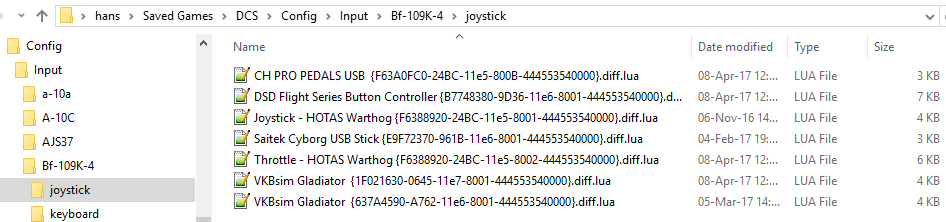 hans > Saved Games > DCS > Config > Input > Bf-109K-4 > joystick
Config
Input
a-10a
A-10C
AJS37
Bf-109K-4
joystick
keyboard
Name Date modified Type Size
CH PRO PEDALS USB {F63A0FC0-24BC-11e5-800B-444553540000}.diff.lua 08-Apr-17 12:... LUA File 3 KB
DSD Flight Series Button Controller {B7748380-9D36-11e6-8001-444553540000}.d... 08-Apr-17 12:... LUA File 7 KB
Joystick - HOTAS Warthog {F6388920-24BC-11e5-8001-444553540000}.diff.lua 06-Nov-16 14... LUA File 4 KB
Saitek Cyborg USB Stick {E9F72370-961B-11e6-8001-444553540000}.diff.lua 04-Feb-17 19:... LUA File 3 KB
Throttle - HOTAS Warthog {F6388920-24BC-11e5-8002-444553540000}.diff.lua 08-Apr-17 12:... LUA File 6 KB
VKBsim Gladiator {1F021630-0645-11e7-8001-444553540000}.diff.lua 08-Apr-17 12:... LUA File 4 KB
VKBsim Gladiator {637A4590-A762-11e6-8001-444553540000}.diff.lua 05-Mar-17 14:... LUA File 4 KB